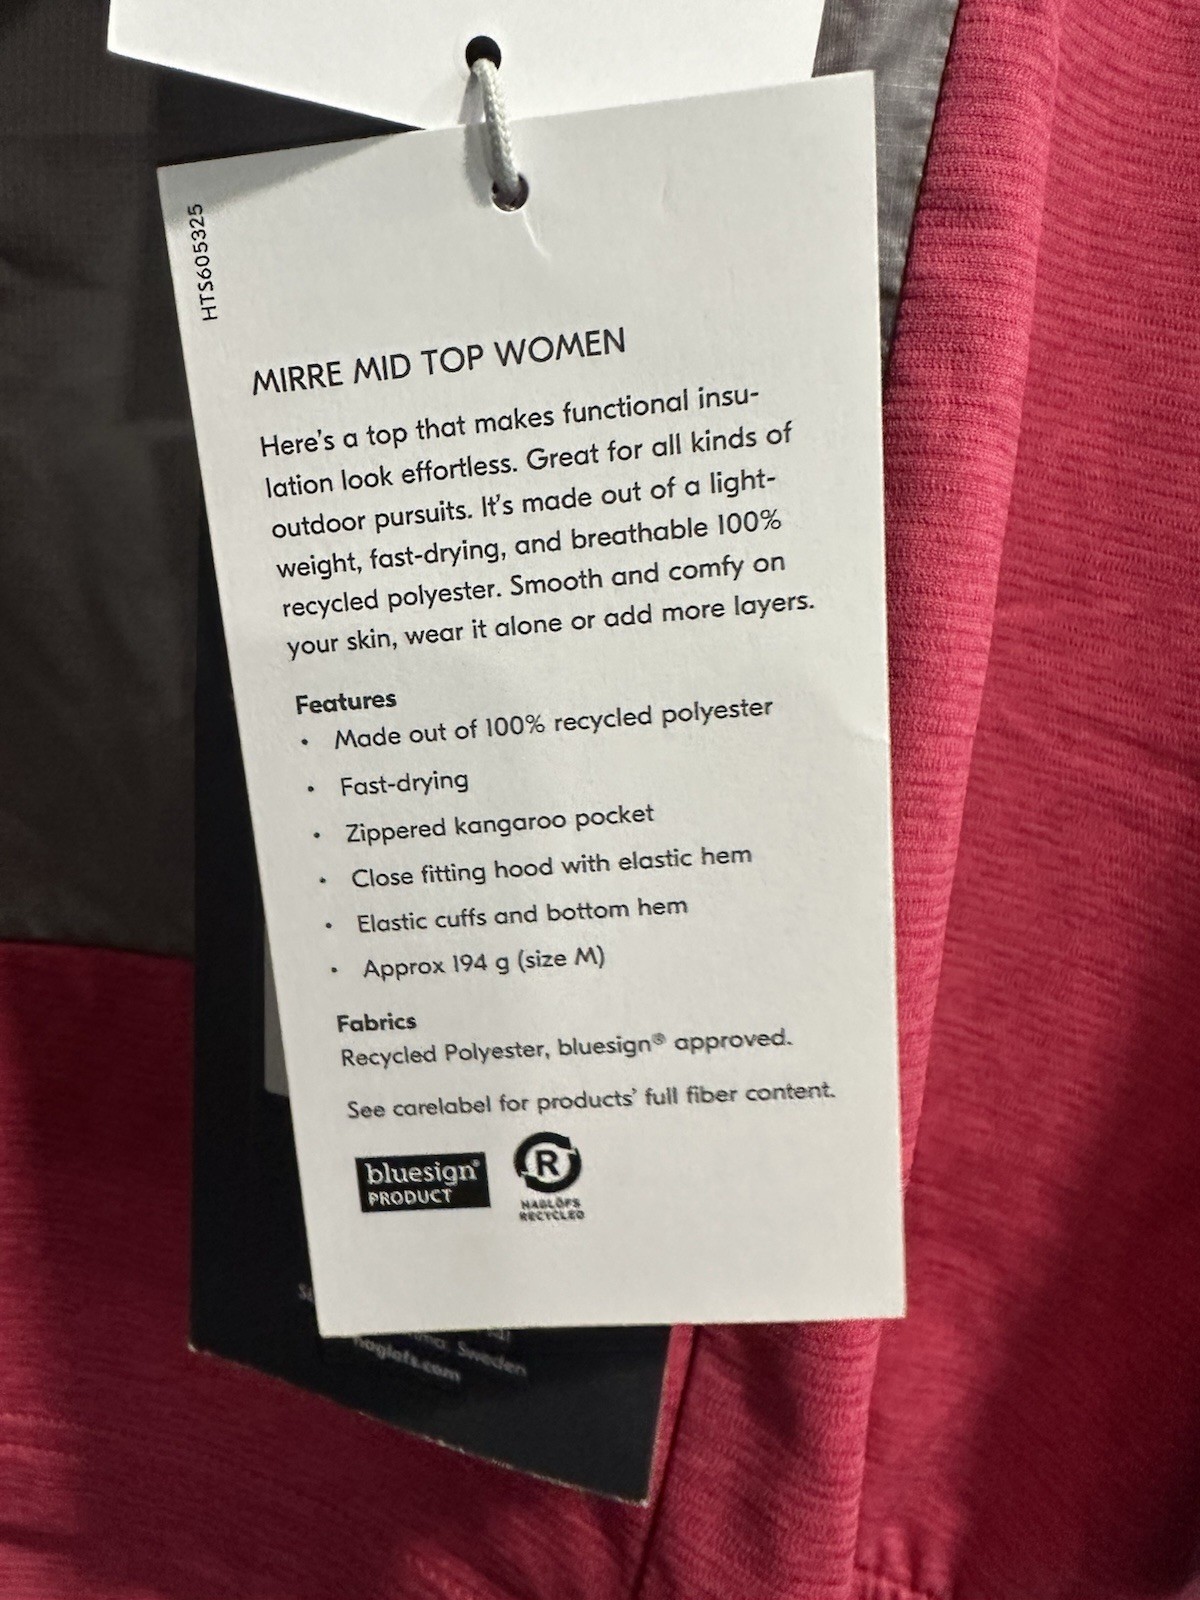 HTS605325
MIRRE MID TOP WOMEN
Here's a top that makes functional insu-
lation look effortless. Great for all kinds of
outdoor pursuits. It's made out of a light-
weight, fast-drying, and breathable 100%
recycled polyester. Smooth and comfy on
your skin, wear it alone or add more layers.
Features
• Made out of 100% recycled polyester
• Fast-drying
• Zippered kangaroo pocket
• Close fitting hood with elastic hem
• Elastic cuffs and bottom hem
• Approx 194 g (size M)
Fabrics
Recycled Polyester, bluesign® approved.
See carelabel for products' full fiber content.
bluesign®
PRODUCT
R
HAGLÖFS
RECYCLED
Sweden
haglofs.com